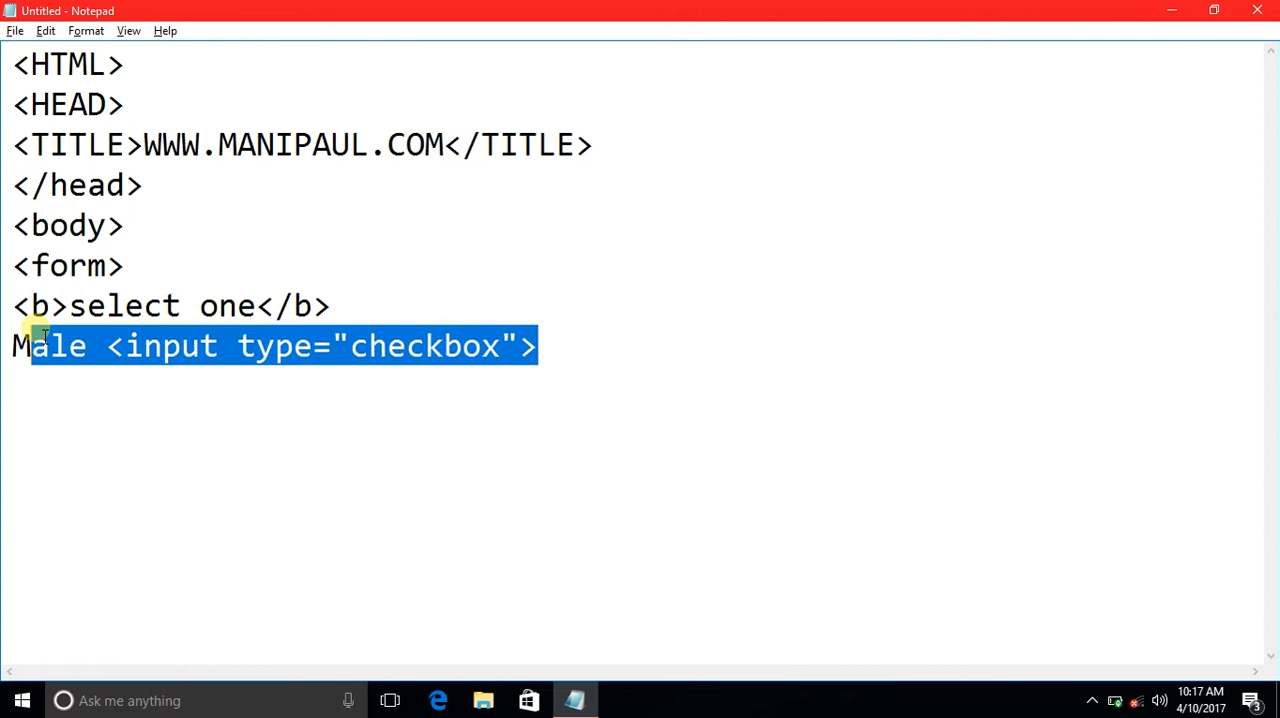 Untitled - Notepad
File Edit Format View Help
<HTML>
<HEAD>
<TITLE>WWW.MANIPAUL.COM</TITLE>
</head>
<body>
<form>
<b>select one</b>
Male <input type="checkbox">
Ask me anything
10:17 AM
4/10/2017
3